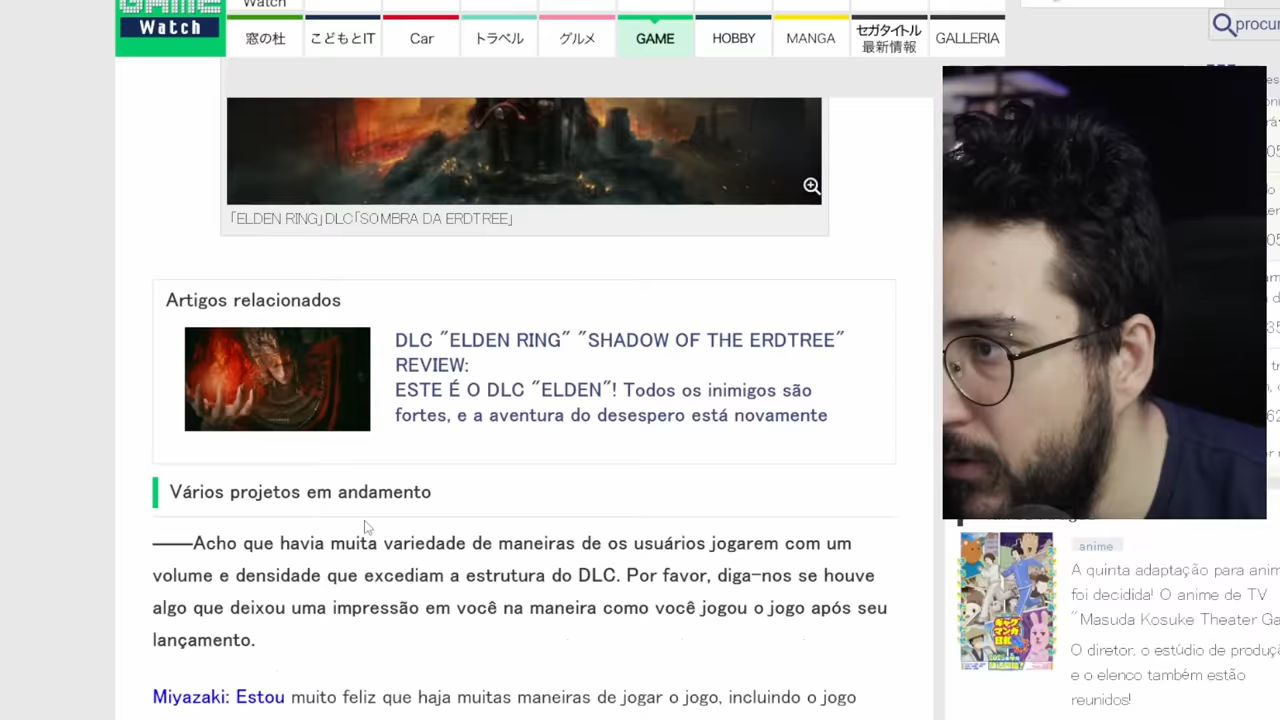 GAME
Watch
Watch
窓の杜
こどもとIT
Car
トラベル
グルメ
GAME
HOBBY
MANGA
セガタイトル
最新情報
GALLERIA
procu
「ELDEN RING」DLC「SOMBRA DA ERDTREE」
Artigos relacionados
DLC "ELDEN RING" "SHADOW OF THE ERDTREE"
REVIEW:
ESTE É O DLC "ELDEN"! Todos os inimigos são
fortes, e a aventura do desespero está novamente
Vários projetos em andamento
——Acho que havia muita variedade de maneiras de os usuários jogarem com um
volume e densidade que excediam a estrutura do DLC. Por favor, diga-nos se houve
algo que deixou uma impressão em você na maneira como você jogou o jogo após seu
lançamento.
Miyazaki: Estou muito feliz que haja muitas maneiras de jogar o jogo, incluindo o jogo
anime
A quinta adaptação para anim
foi decidida! O anime de TV
"Masuda Kosuke Theater Ga
O diretor, o estúdio de produçã
e o elenco também estão
reunidos!